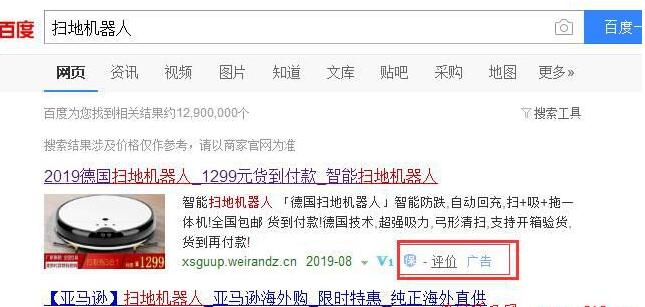 百度 扫地机器人 百度一
网页 资讯 视频 图片 知道 文库 贴吧 采购 地图 更多»
百度为您找到相关结果约12,900,000个 搜索工具
搜索结果涉及价格仅作参考，请以商家官网为准
2019德国扫地机器人_1299元货到付款_智能扫地机器人
智能扫地机器人 「德国扫地机器人」智能防跌,自动回充,扫+吸+拖一
体机!全国包邮 货到付款!德国技术,超强吸力,弓形清扫,支持开箱验货,
货到再付款!
¥1299
xsguup.weirandz.cn 2019-08 V1 保 - 评价 广告
【亚马逊】扫地机器人_亚马逊海外购_限时特惠_纯正海外直供